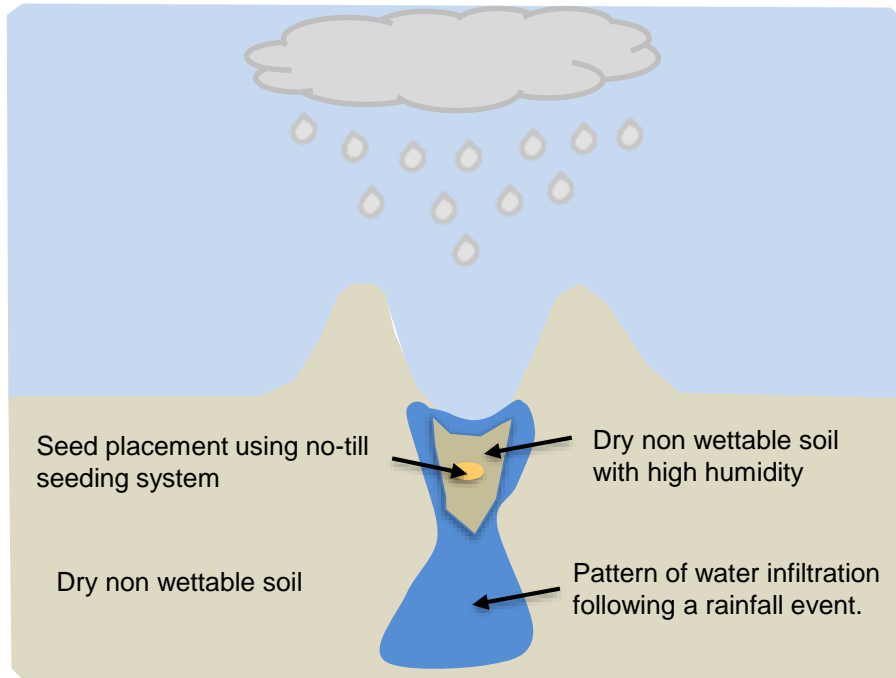 Seed placement using no-till
seeding system
Dry non wettable soil
with high humidity
Dry non wettable soil
Pattern of water infiltration
following a rainfall event.